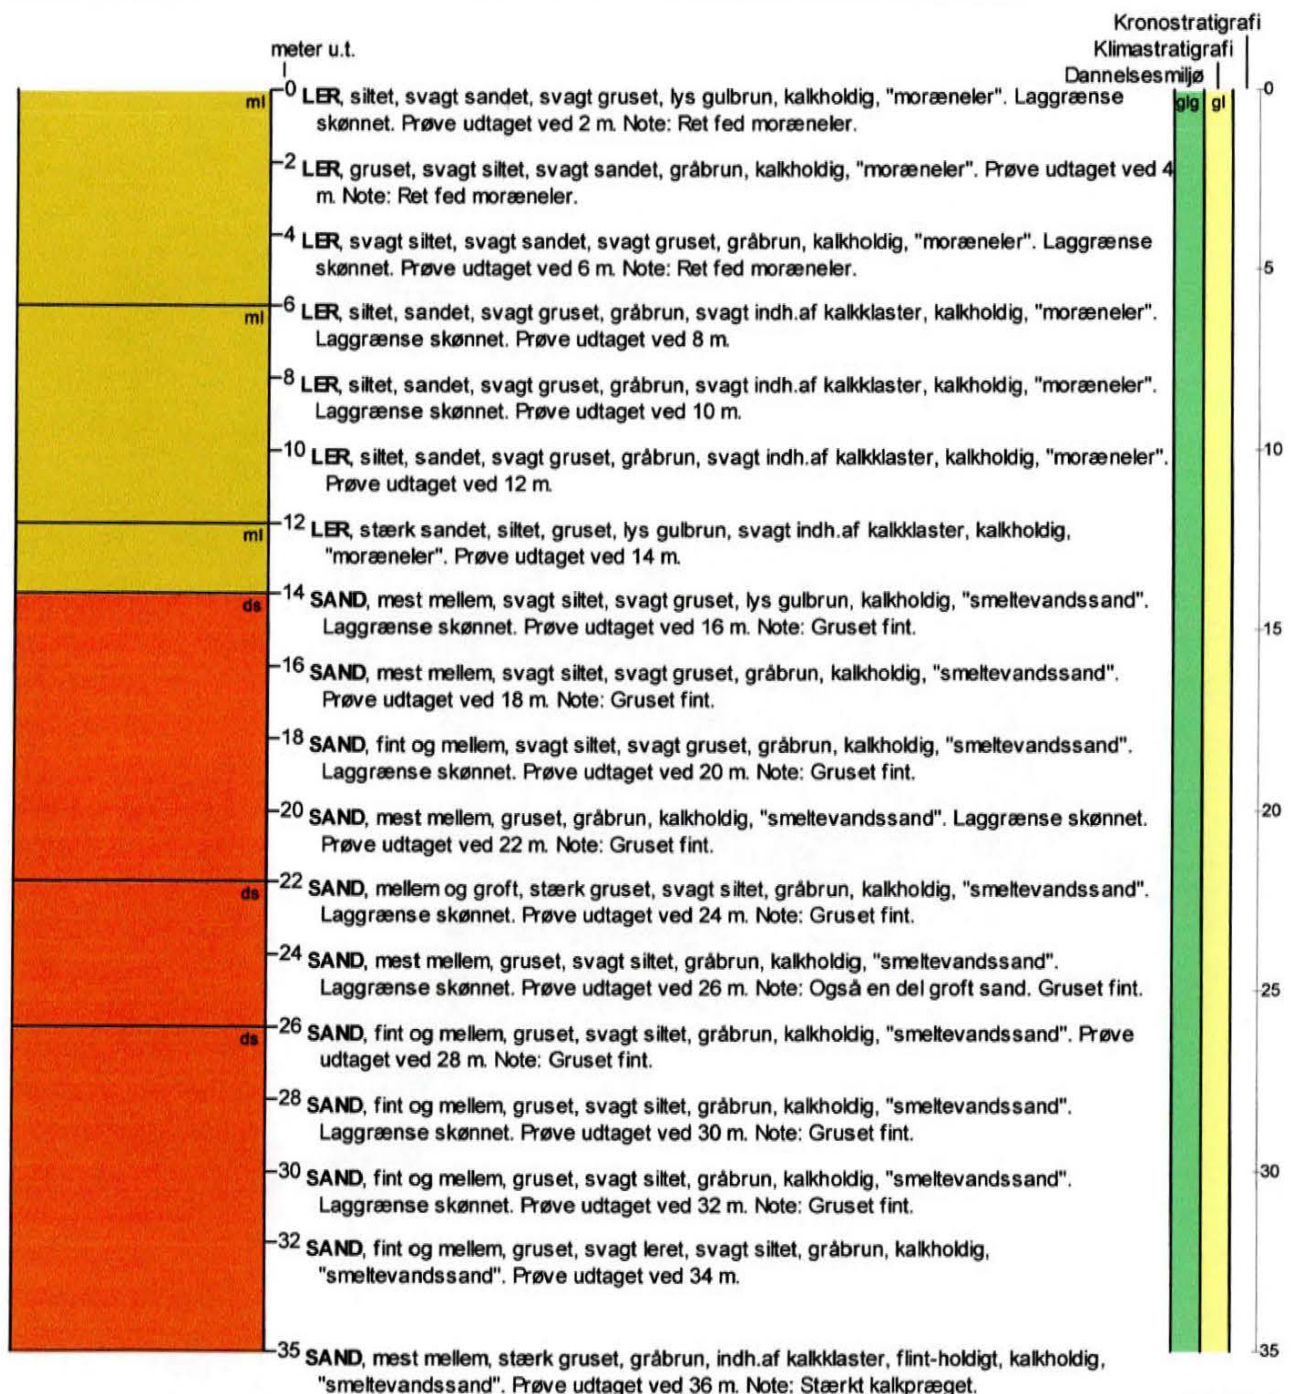 Kronostratigrafi
meter u.t. Klimastratigrafi
Dannelsesmiljø
ml 0 LER, siltet, svagt sandet, svagt gruset, lys gulbrun, kalkholdig, "moræneler". Laggrænse glg gl 0
skønnet. Prøve udtaget ved 2 m. Note: Ret fed moræneler.
2 LER, gruset, svagt siltet, svagt sandet, gråbrun, kalkholdig, "moræneler". Prøve udtaget ved 4
m. Note: Ret fed moræneler.
4 LER, svagt siltet, svagt sandet, svagt gruset, gråbrun, kalkholdig, "moræneler". Laggrænse
skønnet. Prøve udtaget ved 6 m. Note: Ret fed moræneler. 5
ml 6 LER, siltet, sandet, svagt gruset, gråbrun, svagt indh.af kalkklaster, kalkholdig, "moræneler".
Laggrænse skønnet. Prøve udtaget ved 8 m.
8 LER, siltet, sandet, svagt gruset, gråbrun, svagt indh.af kalkklaster, kalkholdig, "moræneler".
Laggrænse skønnet. Prøve udtaget ved 10 m.
10 LER, siltet, sandet, svagt gruset, gråbrun, svagt indh.af kalkklaster, kalkholdig, "moræneler". 10
Prøve udtaget ved 12 m.
ml 12 LER, stærk sandet, siltet, gruset, lys gulbrun, svagt indh.af kalkklaster, kalkholdig,
"moræneler". Prøve udtaget ved 14 m.
ds 14 SAND, mest mellem, svagt siltet, svagt gruset, lys gulbrun, kalkholdig, "smeltevandssand".
Laggrænse skønnet. Prøve udtaget ved 16 m. Note: Gruset fint. 15
16 SAND, mest mellem, svagt siltet, svagt gruset, gråbrun, kalkholdig, "smeltevandssand".
Prøve udtaget ved 18 m. Note: Gruset fint.
18 SAND, fint og mellem, svagt siltet, svagt gruset, gråbrun, kalkholdig, "smeltevandssand".
Laggrænse skønnet. Prøve udtaget ved 20 m. Note: Gruset fint.
20 SAND, mest mellem, gruset, gråbrun, kalkholdig, "smeltevandssand". Laggrænse skønnet. 20
Prøve udtaget ved 22 m. Note: Gruset fint.
ds 22 SAND, mellem og groft, stærk gruset, svagt siltet, gråbrun, kalkholdig, "smeltevandssand".
Laggrænse skønnet. Prøve udtaget ved 24 m. Note: Gruset fint.
24 SAND, mest mellem, gruset, svagt siltet, gråbrun, kalkholdig, "smeltevandssand".
Laggrænse skønnet. Prøve udtaget ved 26 m. Note: Også en del groft sand. Gruset fint. 25
ds 26 SAND, fint og mellem, gruset, svagt siltet, gråbrun, kalkholdig, "smeltevandssand". Prøve
udtaget ved 28 m. Note: Gruset fint.
28 SAND, fint og mellem, gruset, svagt siltet, gråbrun, kalkholdig, "smeltevandssand".
Laggrænse skønnet. Prøve udtaget ved 30 m. Note: Gruset fint.
30 SAND, fint og mellem, gruset, svagt siltet, gråbrun, kalkholdig, "smeltevandssand". 30
Laggrænse skønnet. Prøve udtaget ved 32 m. Note: Gruset fint.
32 SAND, fint og mellem, gruset, svagt leret, svagt siltet, gråbrun, kalkholdig,
"smeltevandssand". Prøve udtaget ved 34 m.
35 SAND, mest mellem, stærk gruset, gråbrun, indh.af kalkklaster, flint-holdigt, kalkholdig, 35
"smeltevandssand". Prøve udtaget ved 36 m. Note: Stærkt kalkpræget.